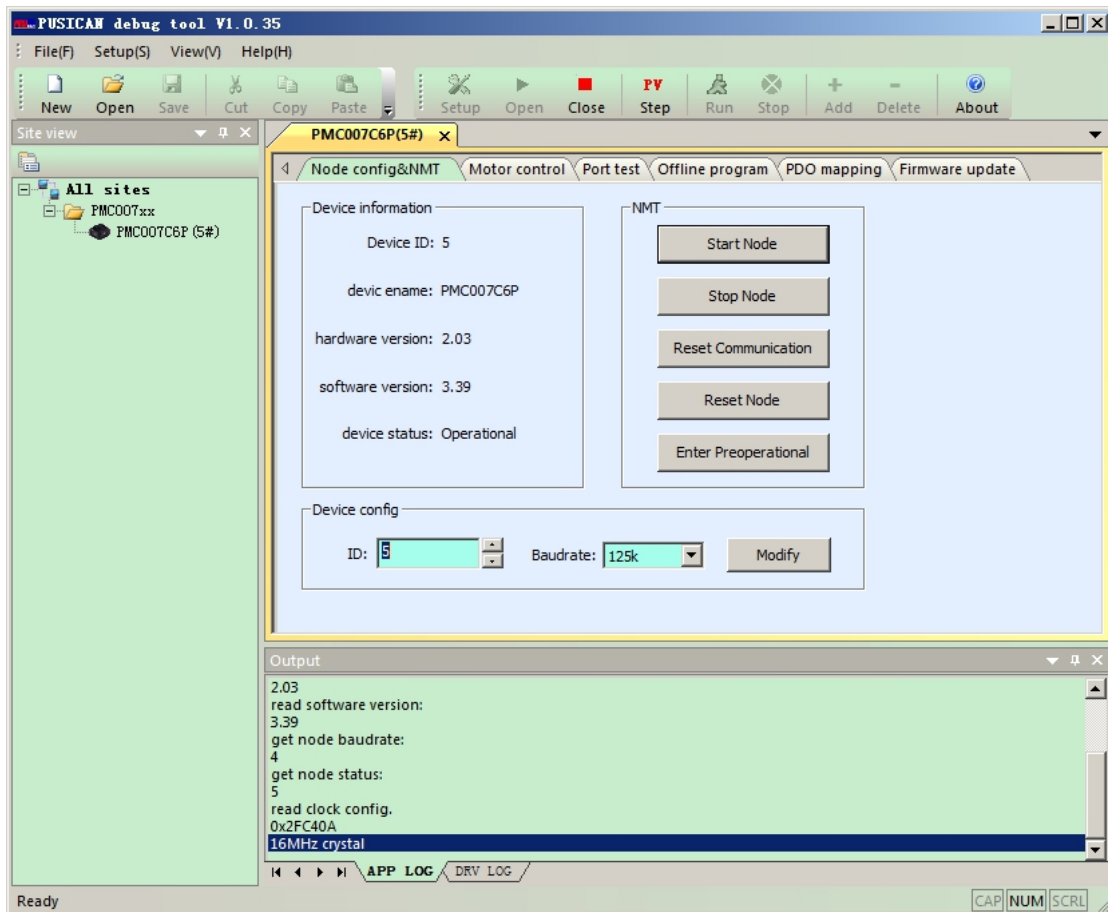 PUSICAN debug tool V1.0.35
File(F) Setup(S) View(V) Help(H)
New Open Save Cut Copy Paste Setup Open Close PV Step Run Stop Add Delete About
Site view
All sites
PMC007xx
PMC007C6P (5#)
PMC007C6P(5#)
Node config&NMT Motor control Port test Offline program PDO mapping Firmware update
Device information
Device ID: 5
devic ename: PMC007C6P
hardware version: 2.03
software version: 3.39
device status: Operational
NMT
Start Node
Stop Node
Reset Communication
Reset Node
Enter Preoperational
Device config
ID: 5 Baudrate: 125k Modify
Output
2.03
read software version:
3.39
get node baudrate:
4
get node status:
5
read clock config.
0x2FC40A
16MHz crystal
APP LOG DRV LOG
Ready CAP NUM SCRL